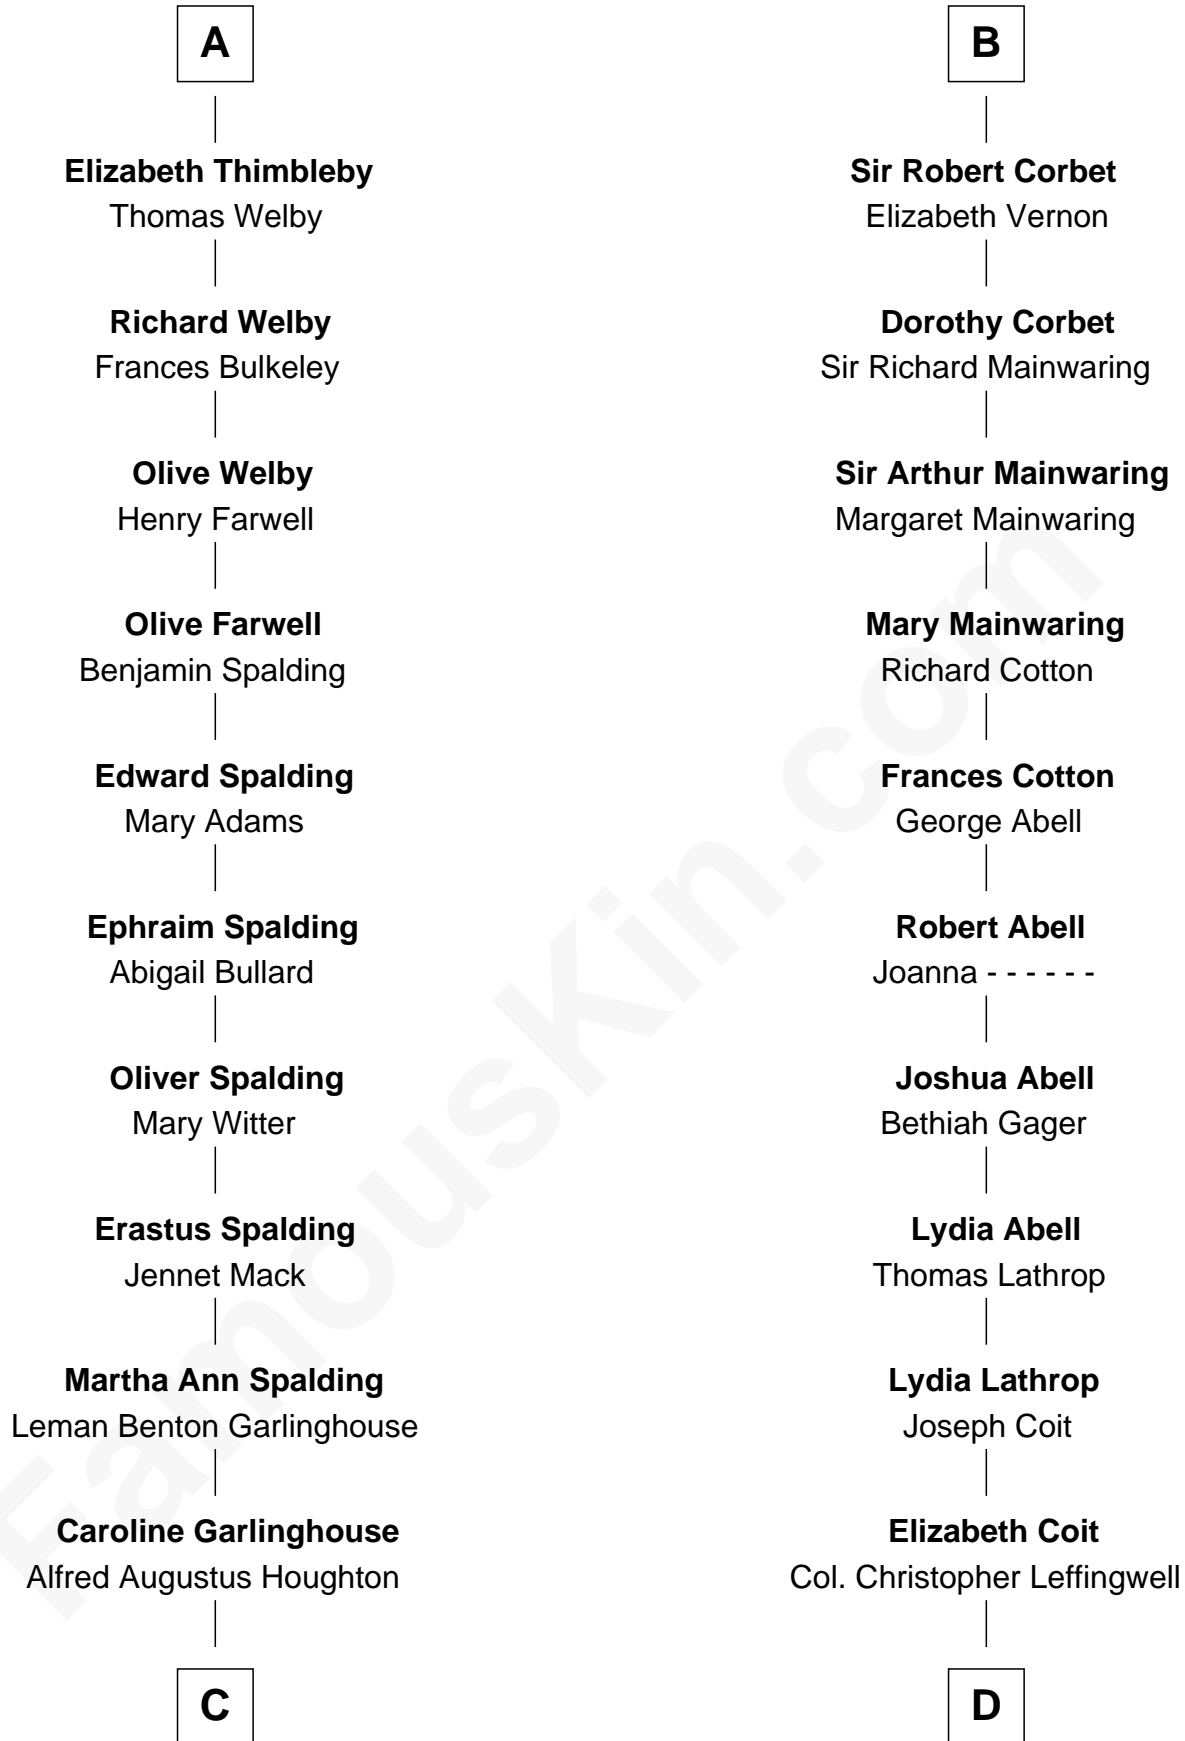 A
Elizabeth Thimbleby
Thomas Welby
Richard Welby
Frances Bulkeley
Olive Welby
Henry Farwell
Olive Farwell
Benjamin Spalding
Edward Spalding
Mary Adams
Ephraim Spalding
Abigail Bullard
Oliver Spalding
Mary Witter
Erastus Spalding
Jennet Mack
Martha Ann Spalding
Leman Benton Garlinghouse
Caroline Garlinghouse
Alfred Augustus Houghton
C
B
Sir Robert Corbet
Elizabeth Vernon
Dorothy Corbet
Sir Richard Mainwaring
Sir Arthur Mainwaring
Margaret Mainwaring
Mary Mainwaring
Richard Cotton
Frances Cotton
George Abell
Robert Abell
Joanna - - - - - -
Joshua Abell
Bethiah Gager
Lydia Abell
Thomas Lathrop
Lydia Lathrop
Joseph Coit
Elizabeth Coit
Col. Christopher Leffingwell
D
FamousKin.com